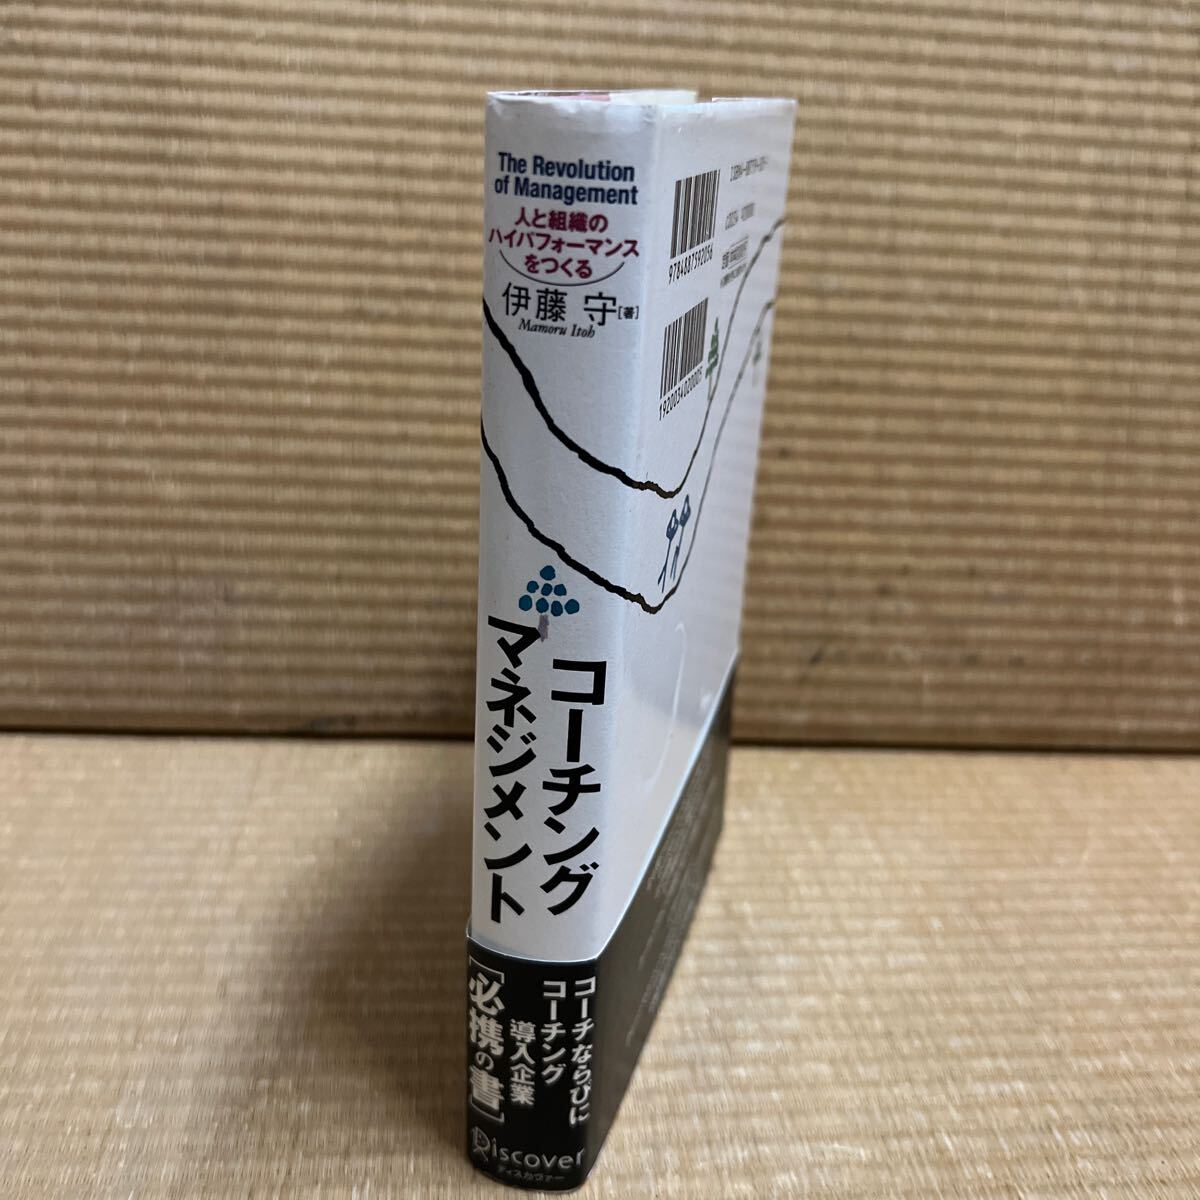 The Revolution
of Management
人と組織の
ハイパフォーマンス
をつくる
伊藤 守[著]
Mamoru Itoh
コーチング
マネジメント
コーチならびに
コーチング
導入企業
[必携の書]
Discover
ディスカヴァー
9784887592056
1920034020003